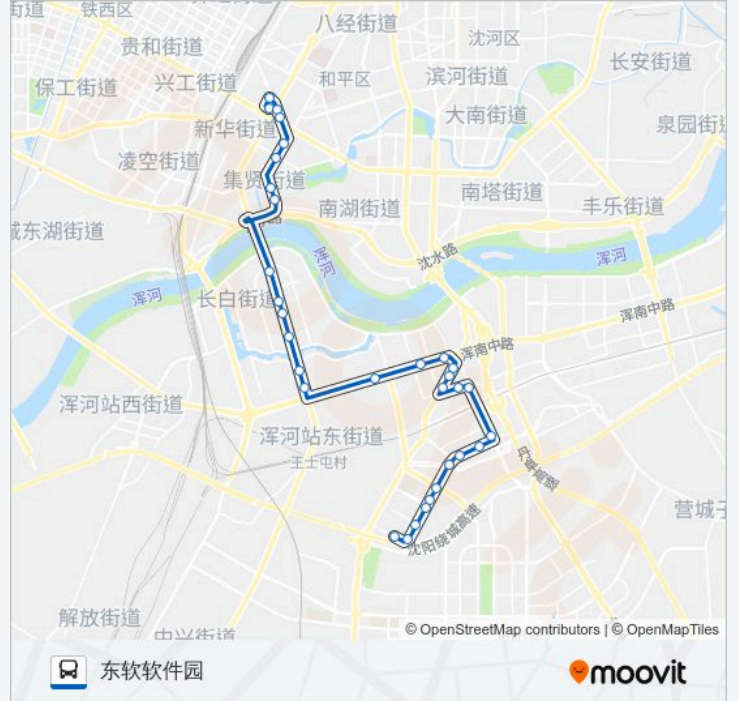 街道
铁西区
八经街道
沈河区
贵和街道
长安街道
保工街道
兴工街道
和平区
滨河街道
大南街道
新华街道
泉园街道
凌空街道
集贤街道
南塔街道
南湖街道
丰乐街道
城东湖街道
沈水路
浑河
浑河
浑河
长白街道
浑南中路
浑南中路
浑河站西街道
浑河站东街道
王士屯村
丹阜高速
营城子
沈阳绕城高速
解放街道
中兴街道
© OpenStreetMap contributors | © OpenMapTiles
东软软件园
moovit